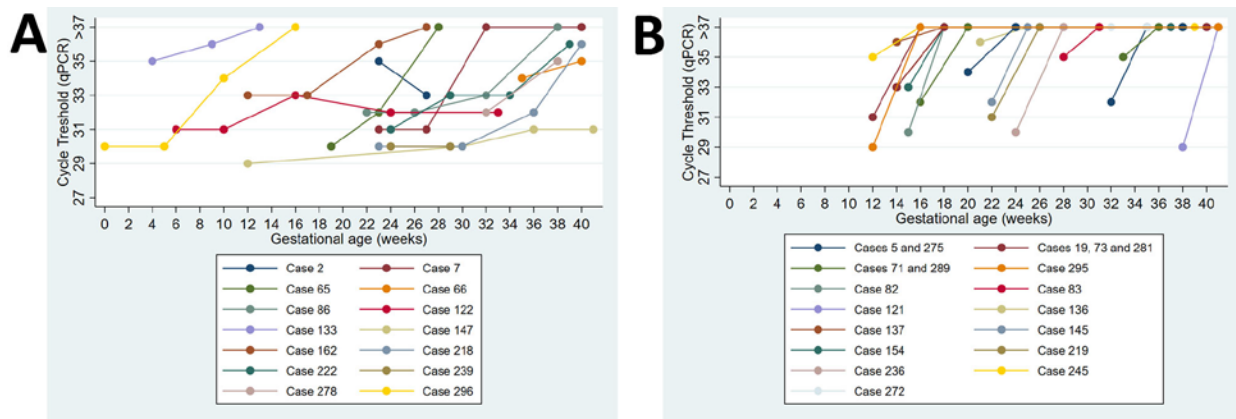 A
Cycle Treshold (qPCR)
>37
35
33
31
29
27
0 2 4 6 8 10 12 14 16 18 20 22 24 26 28 30 32 34 36 38 40
Gestational age (weeks)
Case 2 Case 7
Case 65 Case 66
Case 86 Case 122
Case 133 Case 147
Case 162 Case 218
Case 222 Case 239
Case 278 Case 296
B
Cycle Threshold (qPCR)
>37
35
33
31
29
27
0 2 4 6 8 10 12 14 16 18 20 22 24 26 28 30 32 34 36 38 40
Gestational age (weeks)
Cases 5 and 275 Cases 19, 73 and 281
Cases 71 and 289 Case 295
Case 82 Case 83
Case 121 Case 136
Case 137 Case 145
Case 154 Case 219
Case 236 Case 245
Case 272